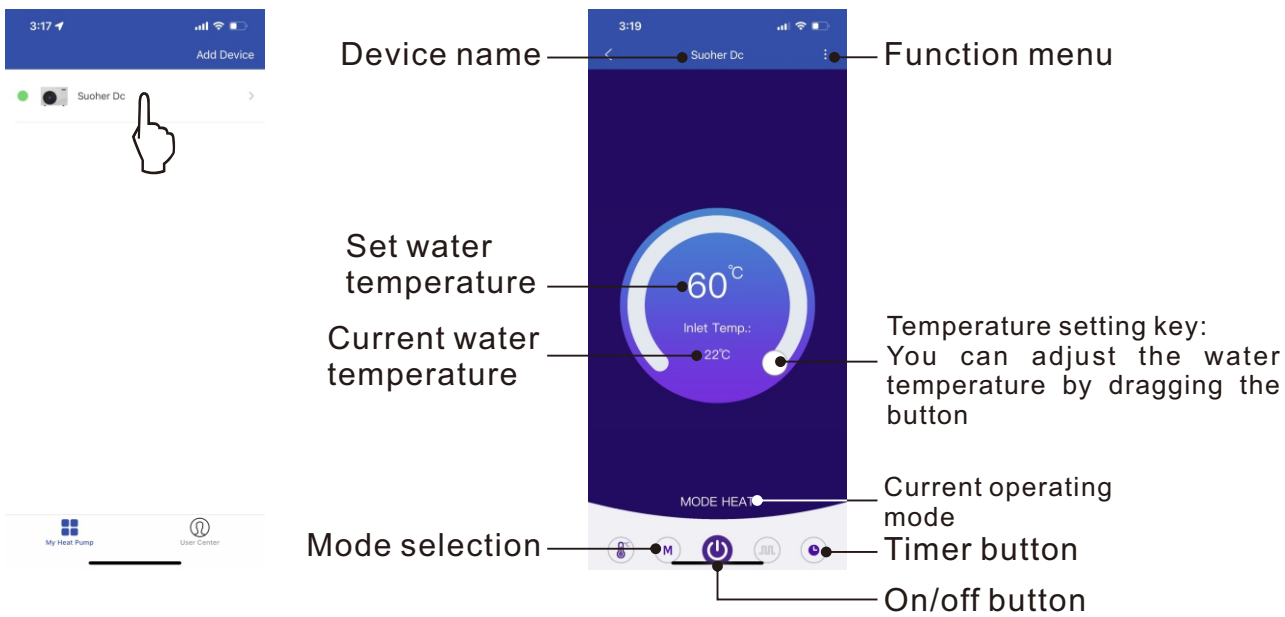 3:17
Add Device
Suoher Dc
My Heat Pump
User Center
3:19
Suoher Dc
Device name
Function menu
60℃
Inlet Temp.:
22℃
Set water
temperature
Current water
temperature
Temperature setting key:
You can adjust the water
temperature by dragging the
button
MODE HEAT
Current operating
mode
M
Mode selection
Timer button
On/off button